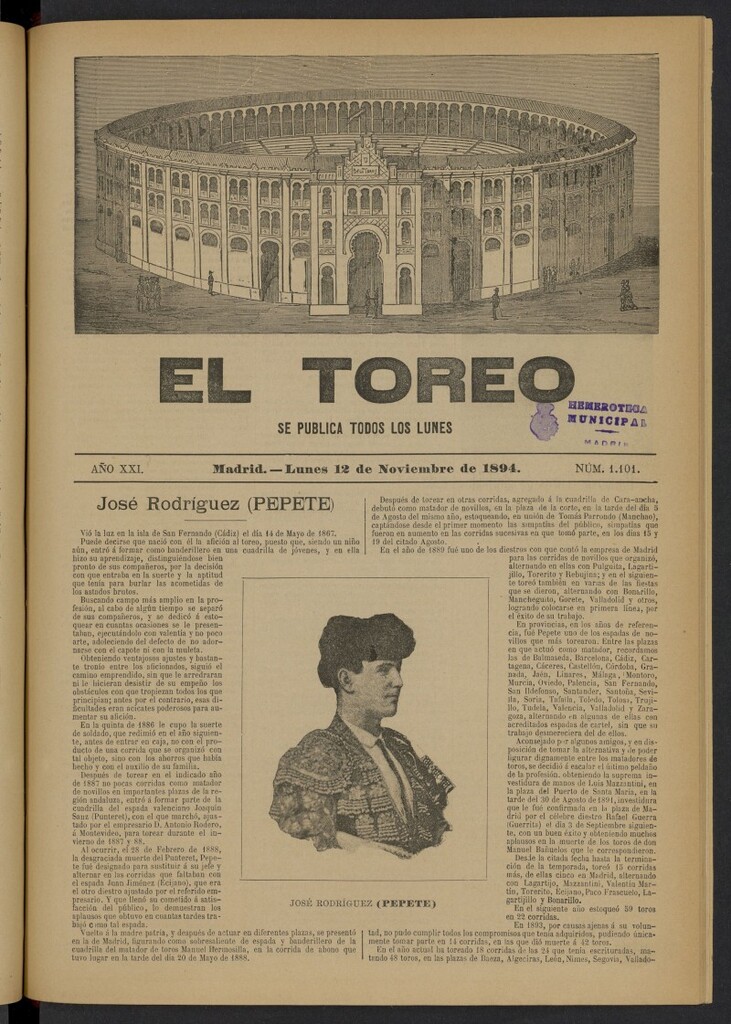 EL TOREO
SE PUBLICA TODOS LOS LUNES
HEMEROTECA
MUNICIPAL
MADRID
AÑO XXI.
Madrid.—Lunes 12 de Noviembre de 1894.
NÚM. 1.101.
José Rodríguez (PEPETE)
Vió la luz en la isla de San Fernando (Cádiz) el día 14 de Mayo de 1867.
Puede decirse que nació con él la afición al toreo, puesto que, siendo un niño
aún, entró á formar como banderillero en una cuadrilla de jóvenes, y en ella
hizo su aprendizaje, distinguiéndose bien
pronto de sus compañeros, por la decisión
con que entraba en la suerte y la aptitud
que tenía para burlar las acometidas de
los astados brutos.
Buscando campo más amplio en la pro-
fesión, al cabo de algún tiempo se separó
de sus compañeros, y se dedicó á esto-
quear en cuantas ocasiones se le presen-
taban, ejecutándolo con valentía y no poco
arte, adoleciendo del defecto de no ador-
narse con el capote ni con la muleta.
Obteniendo ventajosos ajustes y bastan-
te tronío entre los aficionados, siguió el
camino emprendido, sin que le arredraran
ni le hicieran desistir de su empeño los
obstáculos con que tropiezan todos los que
principian; antes por el contrario, esas di-
ficultades eran acicates poderosos para au-
mentar su afición.
En la quinta de 1886 le cupo la suerte
de soldado, que redimió en el año siguien-
te, antes de entrar en caja, no con el pro-
ducto de una corrida que se organizó con
tal objeto, sino con los ahorros que había
hecho y con el auxilio de su familia.
Después de torear en el indicado año
de 1887 no pocas corridas como matador
de novillos en importantes plazas de la re-
gión andaluza, entró á formar parte de la
cuadrilla del espada valenciano Joaquín
Sanz (Punteret), con el que marchó, ajus-
tado por el empresario D. Antonio Rodero,
á Montevideo, para torear durante el in-
vierno de 1887 y 88.
Al ocurrir, el 28 de Febrero de 1888,
la desgraciada muerte del Punteret, Pepe-
te fué designado para sustituir á su jefe y
alternar en las corridas que faltaban con
el espada Juan Jiménez (Ecijano), que era
el otro diestro ajustado por el referido em-
presario. Y que llenó su cometido á satis-
facción del público, lo demuestran los
aplausos que obtuvo en cuantas tardes tra-
bajó como tal espada.
Vuelto á la madre patria, y después de actuar en diferentes plazas, se presentó
en la de Madrid, figurando como sobresaliente de espada y banderillero de la
cuadrilla del matador de toros Manuel Hermosilla, en la corrida de abono que
tuvo lugar en la tarde del día 20 de Mayo de 1888.
JOSÉ RODRÍGUEZ (PEPETE)
Después de torear en otras corridas, agregado á la cuadrilla de Cara-ancha,
debutó como matador de novillos, en la plaza de la corte, en la tarde del día 5
de Agosto del mismo año, estoqueando, en unión de Tomás Parrondo (Manchao),
captándose desde el primer momento las simpatías del público, simpatías que
fueron en aumento en las corridas sucesivas en que tomó parte, en los días 15 y
19 del citado Agosto.
En el año de 1889 fué uno de los diestros con que contó la empresa de Madrid
para las corridas de novillos que organizó,
alternando en ellas con Pulguita, Lagarti-
jillo, Torerito y Rebujina; y en el siguien-
te toreó también en varias de las fiestas
que se dieron, alternando con Bonarillo,
Mancheguito, Gorete, Valladolid y otros,
logrando colocarse en primera línea, por
el éxito de su trabajo.
En provincias, en los años de referen-
cia, fué Pepete uno de los espadas de no-
villos que más torearon. Entre las plazas
en que actuó como matador, recordamos
las de Balmaseda, Barcelona, Cádiz, Car-
tagena, Cáceres, Castellón, Córdoba, Gra-
nada, Jaén, Linares, Málaga, Montoro,
Murcia, Oviedo, Palencia, San Fernando,
San Ildefonso, Santander, Santoña, Sevi-
lla, Soria, Tafalla, Toledo, Tolosa, Truji-
llo, Tudela, Valencia, Valladolid y Zara-
goza, alternando en algunas de ellas con
acreditados espadas de cartel, sin que su
trabajo desmereciera del de ellos.
Aconsejado por algunos amigos, y en dis-
posición de tomar la alternativa y de poder
figurar dignamente entre los matadores de
toros, se decidió á escalar el último peldaño
de la profesión, obteniendo la suprema in-
vestidura de manos de Luis Mazzantini, en
la plaza del Puerto de Santa María, en la
tarde del 30 de Agosto de 1891, investidura
que le fué confirmada en la plaza de Ma-
drid por el célebre diestro Rafael Guerra
(Guerrita) el día 3 de Septiembre siguien-
te, con un buen éxito y obteniendo muchos
aplausos en la muerte de los toros de don
Manuel Bañuelos que le correspondieron.
Desde la citada fecha hasta la termina-
ción de la temporada, toreó 15 corridas
más, de ellas cinco en Madrid, alternando
con Lagartijo, Mazzantini, Valentín Mar-
tín, Torerito, Ecijano, Paco Frascuelo, La-
gartijillo y Bonarillo.
En el siguiente año estoqueó 59 toros
en 22 corridas.
En 1893, por causas ajenas á su volun-
tad, no pudo cumplir todos los compromisos que tenía adquiridos, pudiendo única-
mente tomar parte en 14 corridas, en las que dió muerte á 42 toros.
En el año actual ha toreado 18 corridas de las 24 que tenía escrituradas, ma-
tando 48 toros, en las plazas de Baeza, Algeciras, León, Nimes, Segovia, Vallado-